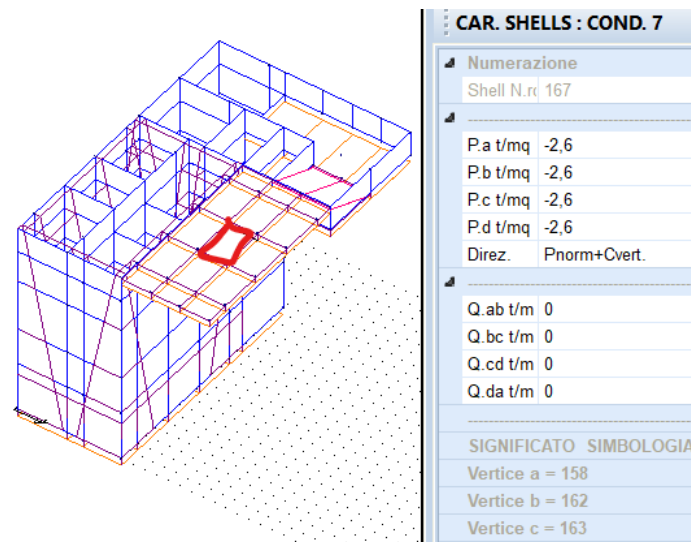 CAR. SHELLS : COND. 7
Numerazione
Shell N.ro 167
P.a t/mq -2,6
P.b t/mq -2,6
P.c t/mq -2,6
P.d t/mq -2,6
Direz. Pnorm+Cvert.
Q.ab t/m 0
Q.bc t/m 0
Q.cd t/m 0
Q.da t/m 0
SIGNIFICATO SIMBOLOGIA
Vertice a = 158
Vertice b = 162
Vertice c = 163